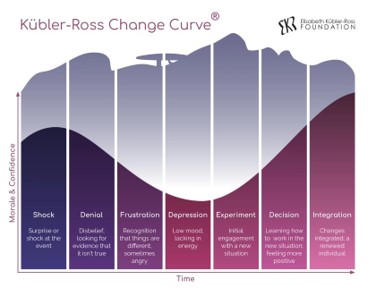 Kübler-Ross Change Curve®
EKR
Elisabeth Kübler-Ross
FOUNDATION
Morale & Confidence
Shock
Surprise or
shock at the
event
Denial
Disbelief,
looking for
evidence that
it isn't true
Frustration
Recognition
that things are
different;
sometimes
angry
Depression
Low mood,
lacking in
energy
Experiment
Initial
engagement
with a new
situation
Decision
Learning how
to work in the
new situation;
feeling more
positive
Integration
Changes
integrated; a
renewed
individual
Time